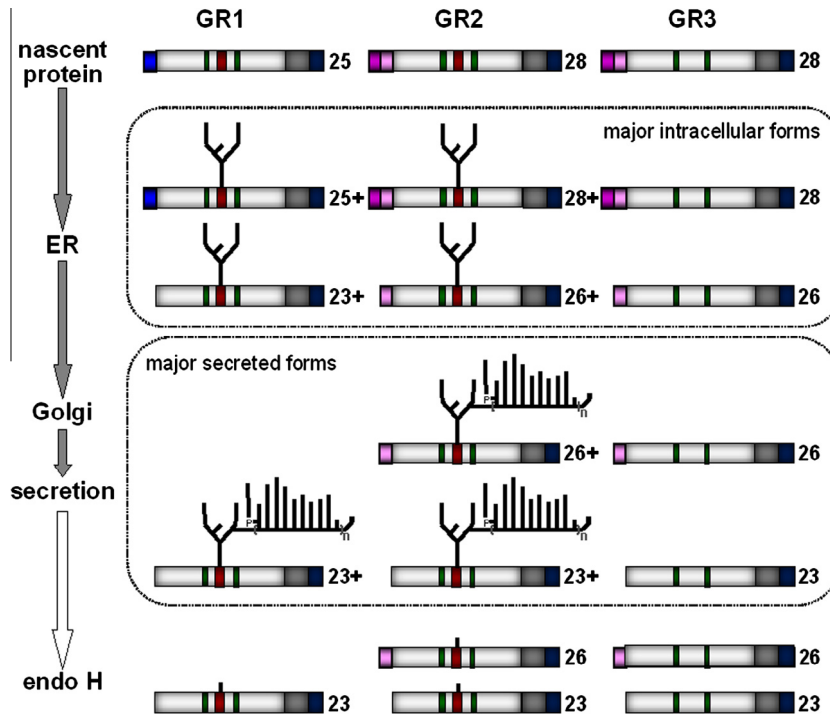 GR1 GR2 GR3
nascent
protein
25 28 28
major intracellular forms
25+ 28+ 28
ER
23+ 26+ 26
major secreted forms
Golgi
P n
26+ 26
secretion
P n P n
23+ 23+ 23
26 26
endo H
23 23 23